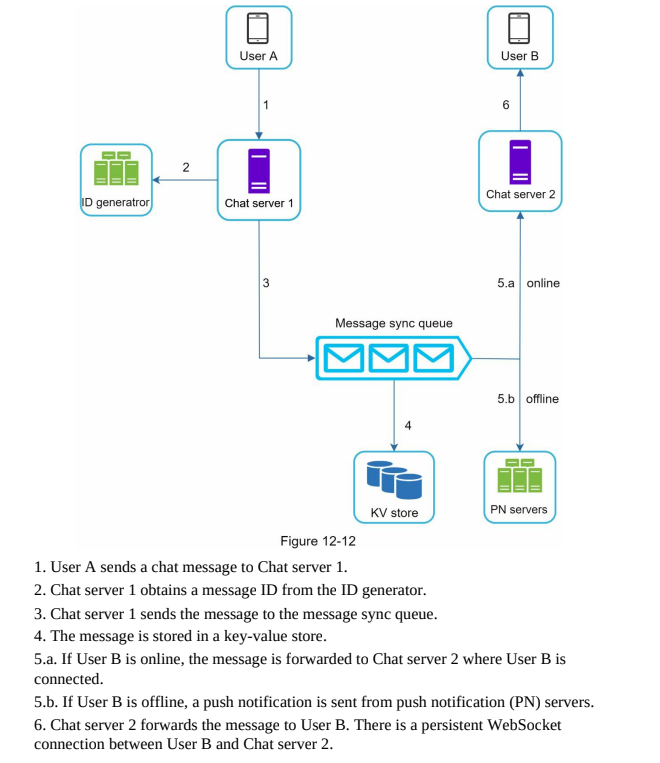 User A
User B
1
6
2
ID generatror
Chat server 1
Chat server 2
3
5.a online
Message sync queue
5.b offline
4
KV store
PN servers
Figure 12-12
1. User A sends a chat message to Chat server 1.
2. Chat server 1 obtains a message ID from the ID generator.
3. Chat server 1 sends the message to the message sync queue.
4. The message is stored in a key-value store.
5.a. If User B is online, the message is forwarded to Chat server 2 where User B is
connected.
5.b. If User B is offline, a push notification is sent from push notification (PN) servers.
6. Chat server 2 forwards the message to User B. There is a persistent WebSocket
connection between User B and Chat server 2.